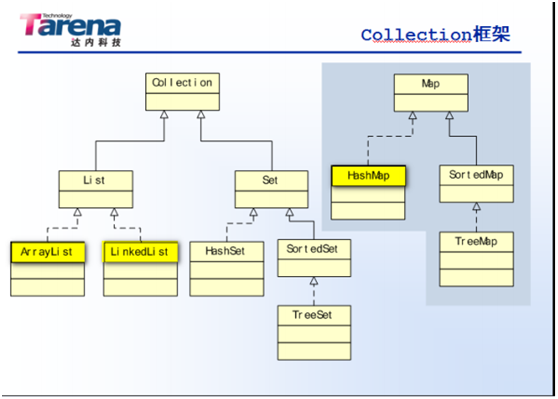 Technology
Tarena
达内科技
Collection框架
Collection
Map
List
Set
HashMap
SortedMap
ArrayList
LinkedList
HashSet
SortedSet
TreeMap
TreeSet